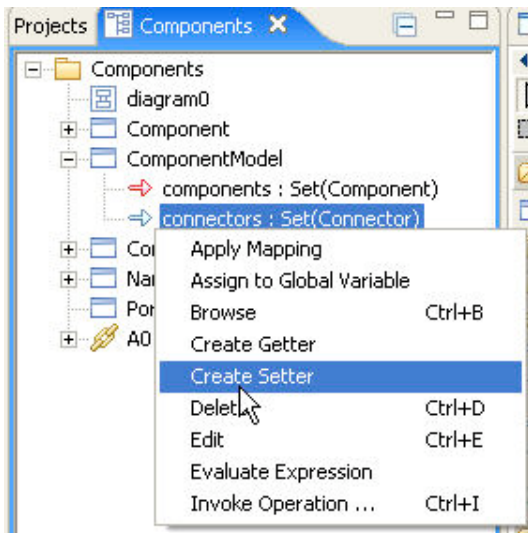 Projects Components
Components
diagram0
Component
ComponentModel
components : Set(Component)
connectors : Set(Connector)
Apply Mapping
Assign to Global Variable
Browse Ctrl+B
A0 Create Getter
Create Setter
Delete Ctrl+D
Edit Ctrl+E
Evaluate Expression
Invoke Operation ... Ctrl+I